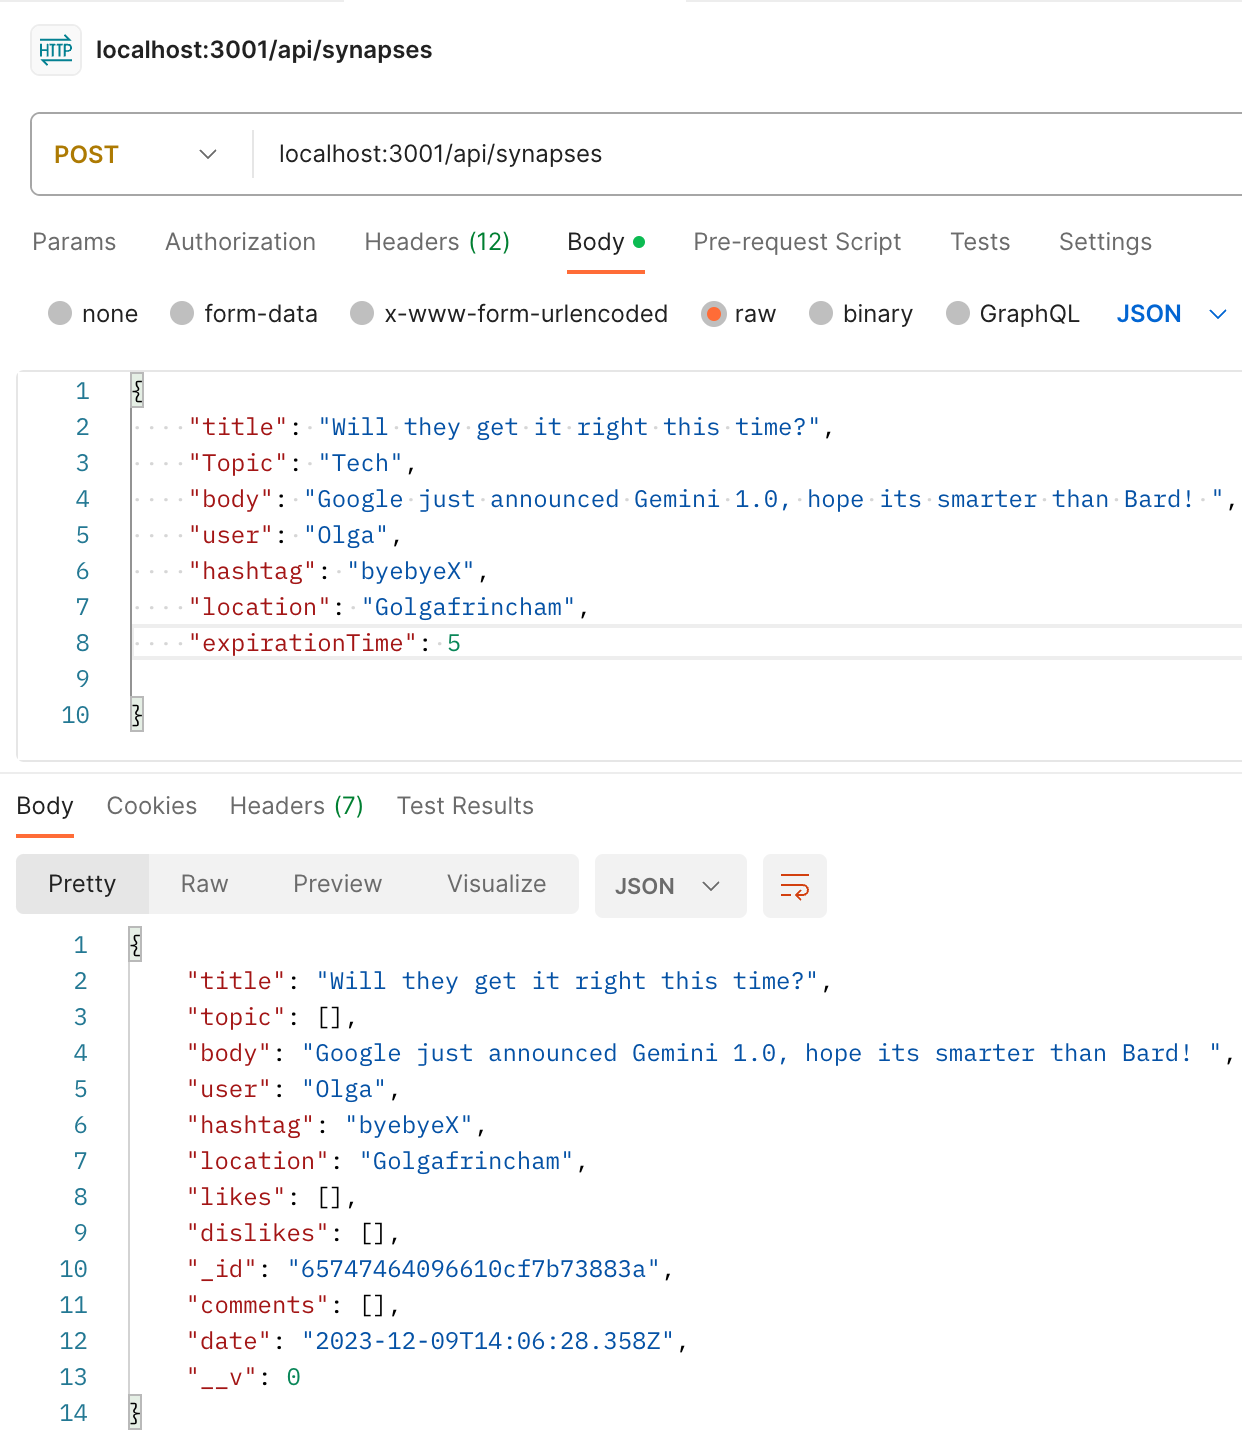 HTTP localhost:3001/api/synapses
POST localhost:3001/api/synapses
Params Authorization Headers (12) Body Pre-request Script Tests Settings
none form-data x-www-form-urlencoded raw binary GraphQL JSON
1 {
2 "title": "Will they get it right this time?",
3 "Topic": "Tech",
4 "body": "Google just announced Gemini 1.0, hope its smarter than Bard! ",
5 "user": "Olga",
6 "hashtag": "byebyeX",
7 "location": "Golgafrincham",
8 "expirationTime": 5
9
10 }
Body Cookies Headers (7) Test Results
Pretty Raw Preview Visualize JSON
1 {
2 "title": "Will they get it right this time?",
3 "topic": [],
4 "body": "Google just announced Gemini 1.0, hope its smarter than Bard! ",
5 "user": "Olga",
6 "hashtag": "byebyeX",
7 "location": "Golgafrincham",
8 "likes": [],
9 "dislikes": [],
10 "_id": "65747464096610cf7b73883a",
11 "comments": [],
12 "date": "2023-12-09T14:06:28.358Z",
13 "__v": 0
14 }